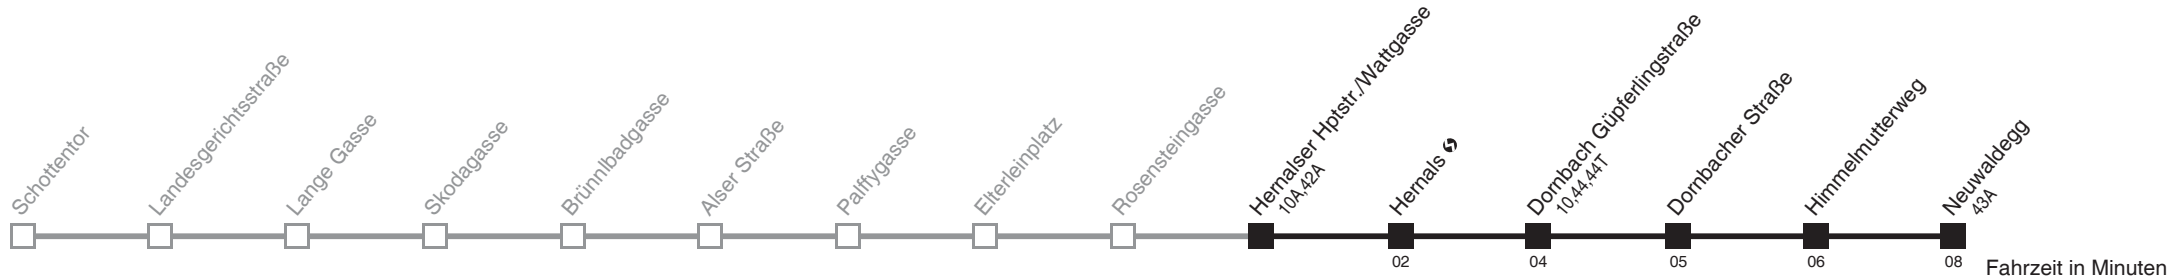 Schottentor
Landesgerichtsstraße
Lange Gasse
Skodagasse
Brünnlbadgasse
Alser Straße
Palffygasse
Elterleinplatz
Rosensteingasse
Hernalser Hptstr./Wattgasse
10A,42A
Hernals
Dornbach Güpferlingstraße
10,44,44T
Dornbacher Straße
Himmelmutterweg
Neuwaldegg
43A
02 04 05 06 08 Fahrzeit in Minuten